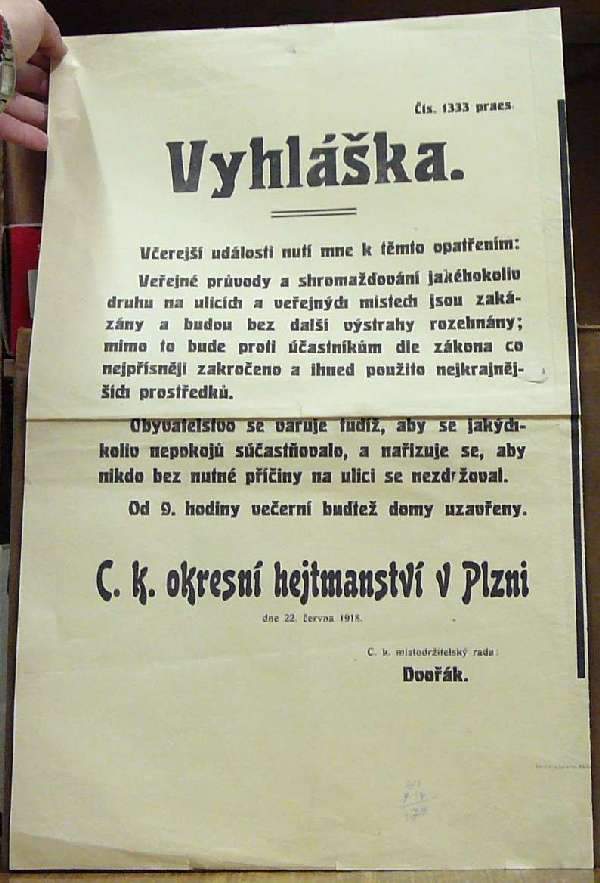 Čís. 1333 praes.
Vyhláška.
Včerejší události nutí mne k těmto opatřením:
Veřejné průvody a shromažďování jakéhokoliv
druhu na ulicích a veřejných místech jsou zaká-
zány a budou bez další výstrahy rozehnány;
mimo to bude proti účastníkům dle zákona co
nejpřísněji zakročeno a ihned použito nejkrajněj-
ších prostředků.
Obyvatelstvo se varuje tudíž, aby se jakých-
koliv nepokojů súčastňovalo, a nařizuje se, aby
nikdo bez nutné příčiny na ulici se nezdržoval.
Od 9. hodiny večerní buďtež domy uzavřeny.
C. k. okresní hejtmanství v Plzni
dne 22. června 1918.
C. k. místodržitelský rada:
Dvořák.